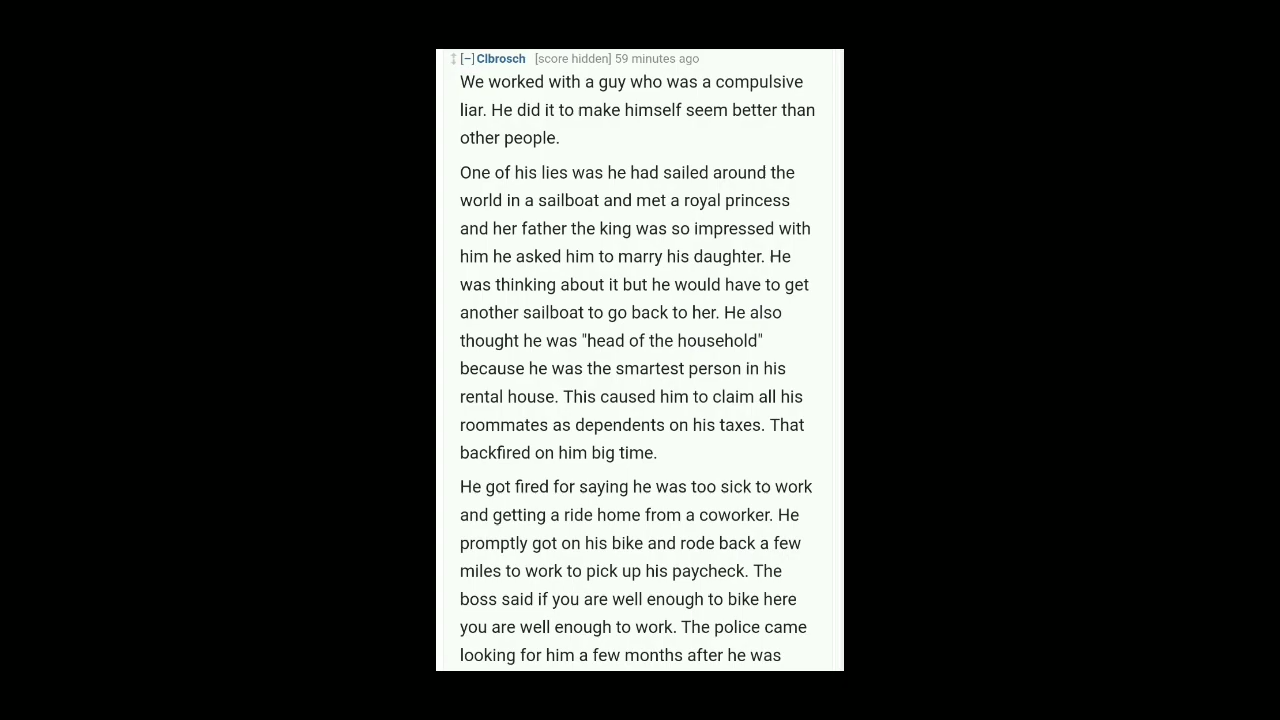 [–] Clbrosch [score hidden] 59 minutes ago
We worked with a guy who was a compulsive
liar. He did it to make himself seem better than
other people.
One of his lies was he had sailed around the
world in a sailboat and met a royal princess
and her father the king was so impressed with
him he asked him to marry his daughter. He
was thinking about it but he would have to get
another sailboat to go back to her. He also
thought he was "head of the household"
because he was the smartest person in his
rental house. This caused him to claim all his
roommates as dependents on his taxes. That
backfired on him big time.
He got fired for saying he was too sick to work
and getting a ride home from a coworker. He
promptly got on his bike and rode back a few
miles to work to pick up his paycheck. The
boss said if you are well enough to bike here
you are well enough to work. The police came
looking for him a few months after he was